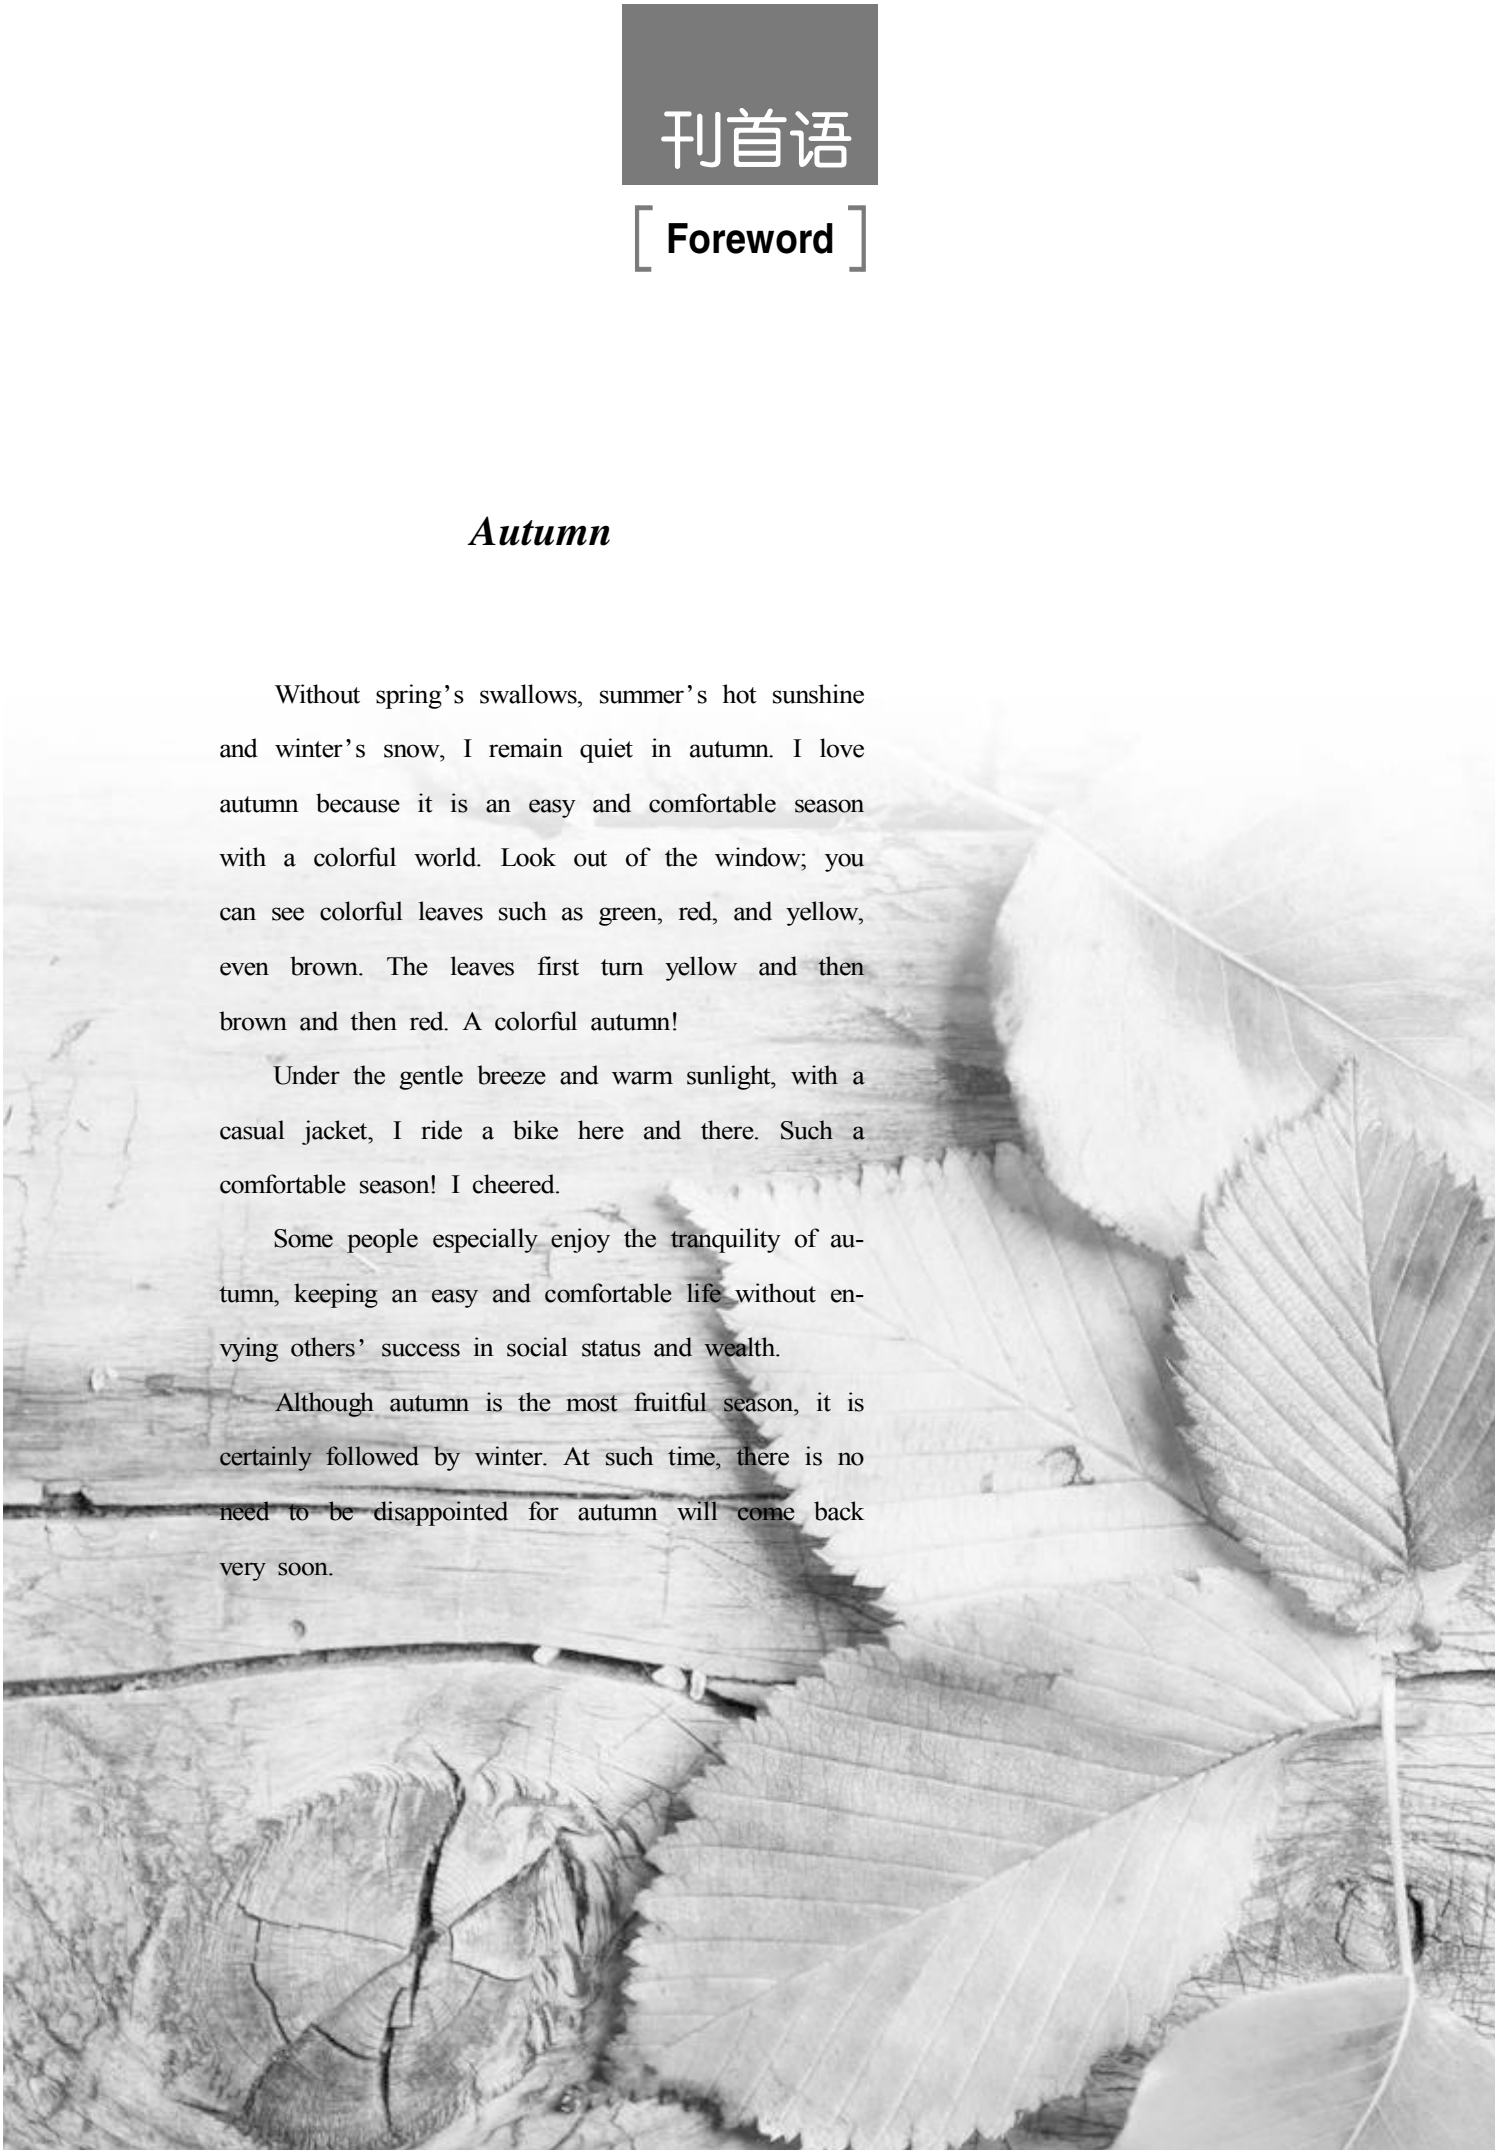 刊首语
[ Foreword ]
Autumn
Without spring’s swallows, summer’s hot sunshine
and winter’s snow, I remain quiet in autumn. I love
autumn because it is an easy and comfortable season
with a colorful world. Look out of the window; you
can see colorful leaves such as green, red, and yellow,
even brown. The leaves first turn yellow and then
brown and then red. A colorful autumn!
Under the gentle breeze and warm sunlight, with a
casual jacket, I ride a bike here and there. Such a
comfortable season! I cheered.
Some people especially enjoy the tranquility of au-
tumn, keeping an easy and comfortable life without en-
vying others’ success in social status and wealth.
Although autumn is the most fruitful season, it is
certainly followed by winter. At such time, there is no
need to be disappointed for autumn will come back
very soon.